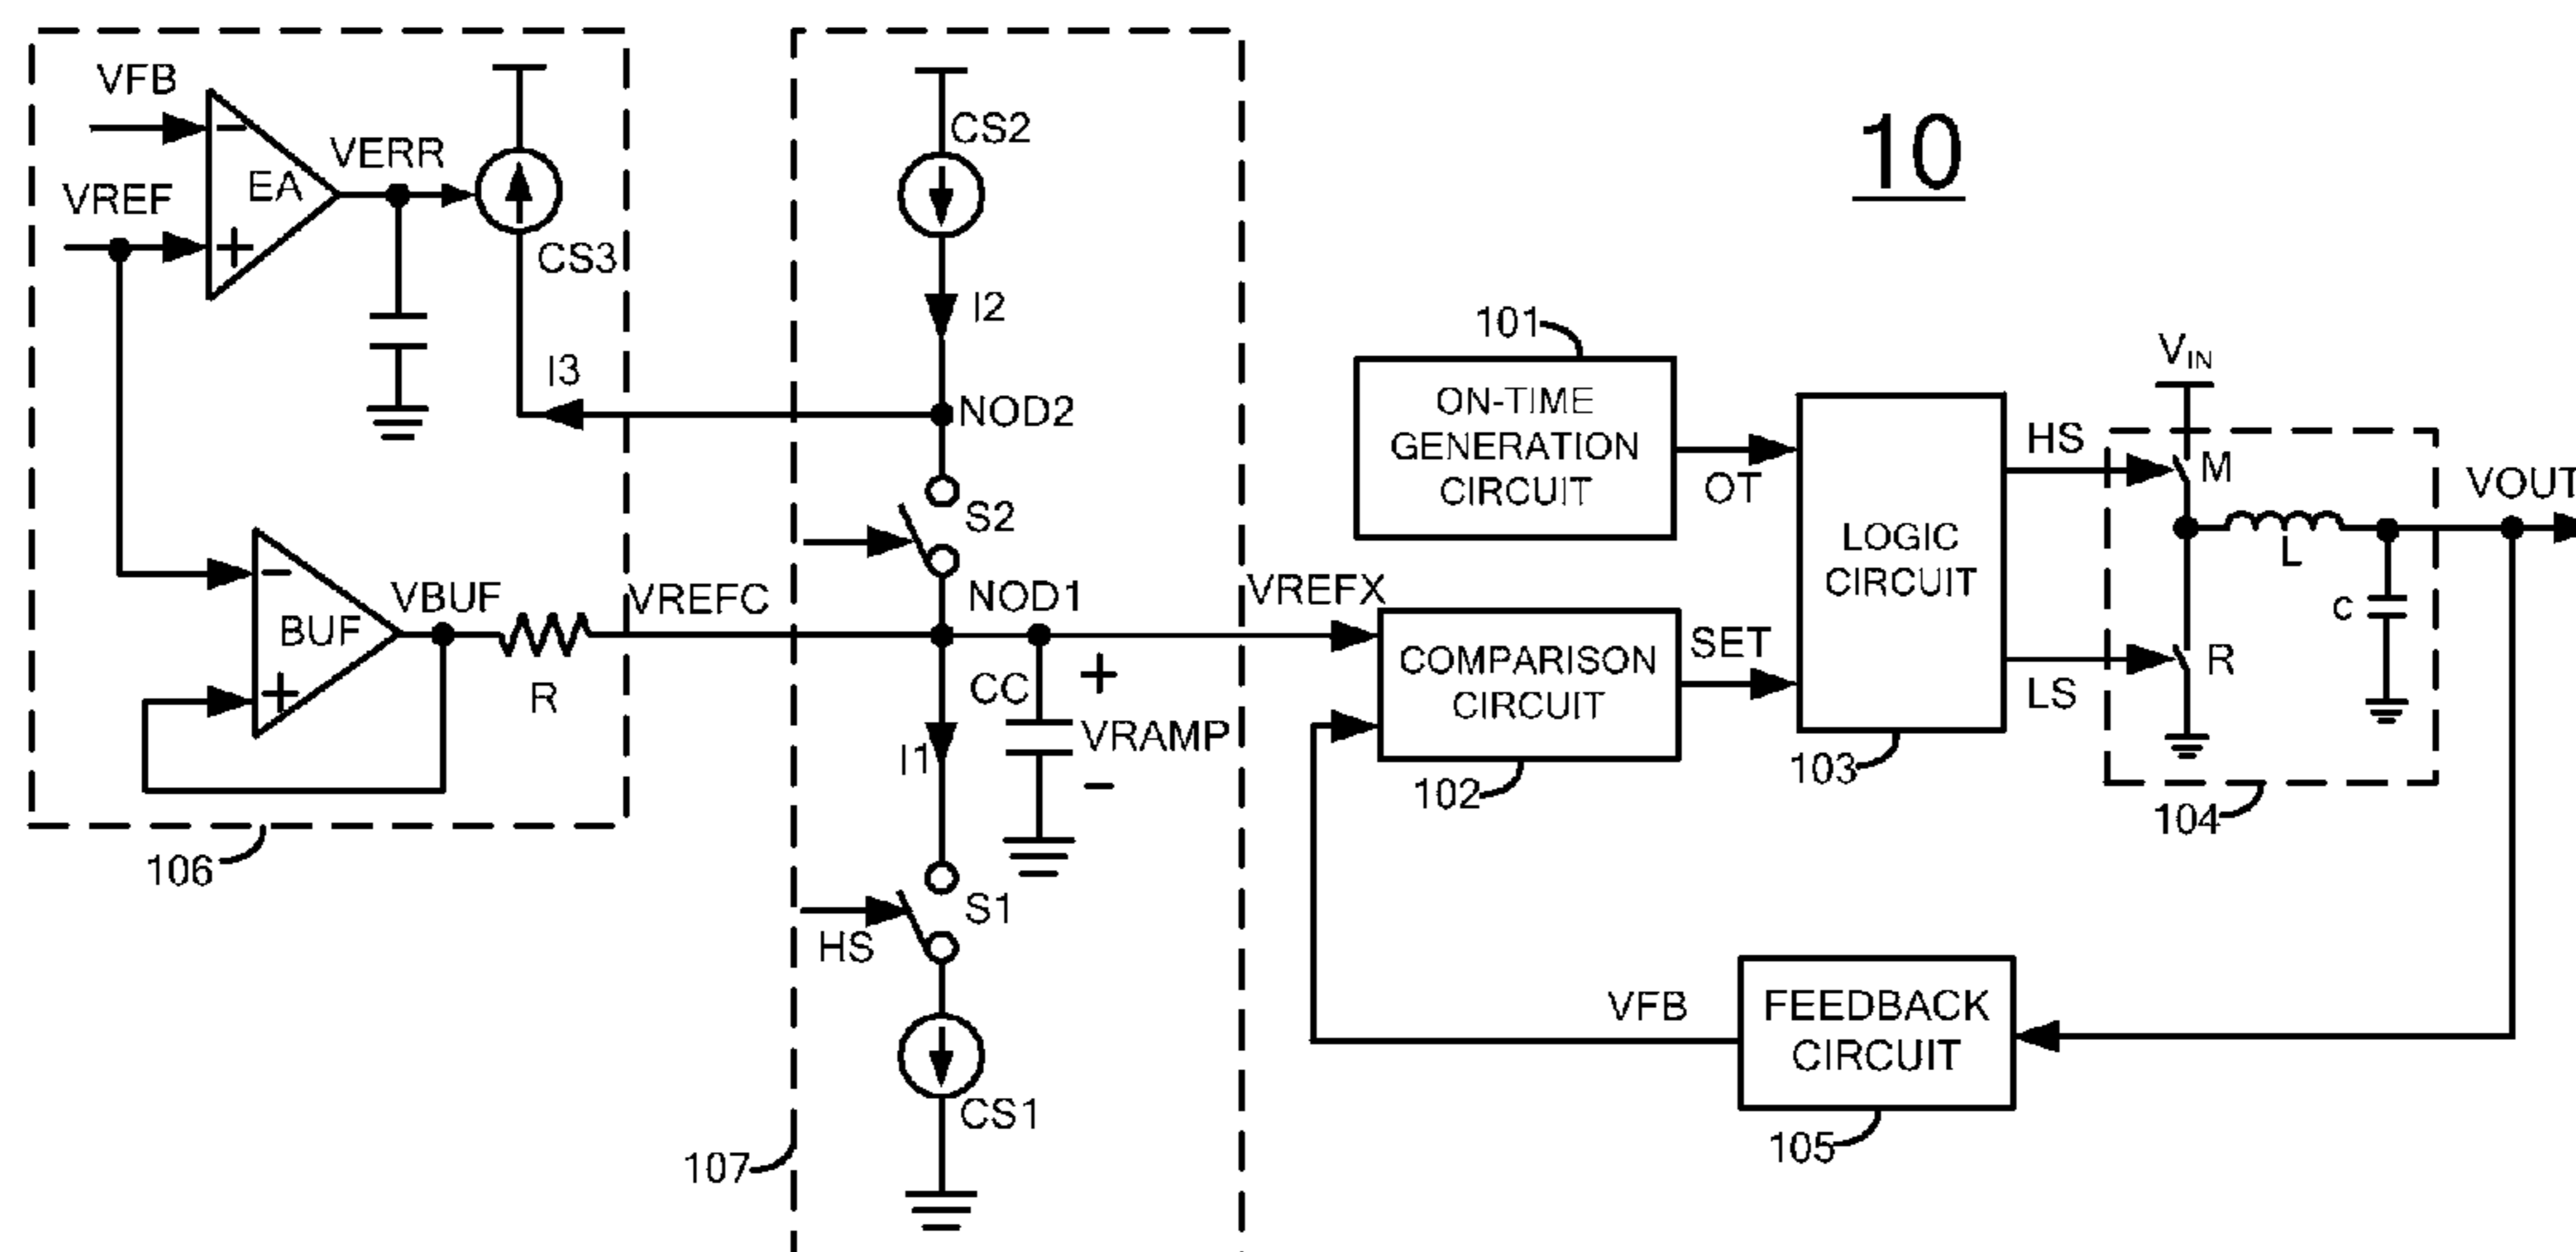 VFB
VREF
−
+
EA
VERR
CS3
I3
−
+
BUF
VBUF
R
VREFC
106
CS2
I2
NOD2
S2
NOD1
CC
+
VRAMP
−
I1
S1
HS
CS1
107
VREFX
10
101
ON-TIME
GENERATION
CIRCUIT
OT
COMPARISON
CIRCUIT
102
SET
LOGIC
CIRCUIT
103
HS
LS
VIN
M
R
L
C
104
VOUT
VFB
FEEDBACK
CIRCUIT
105